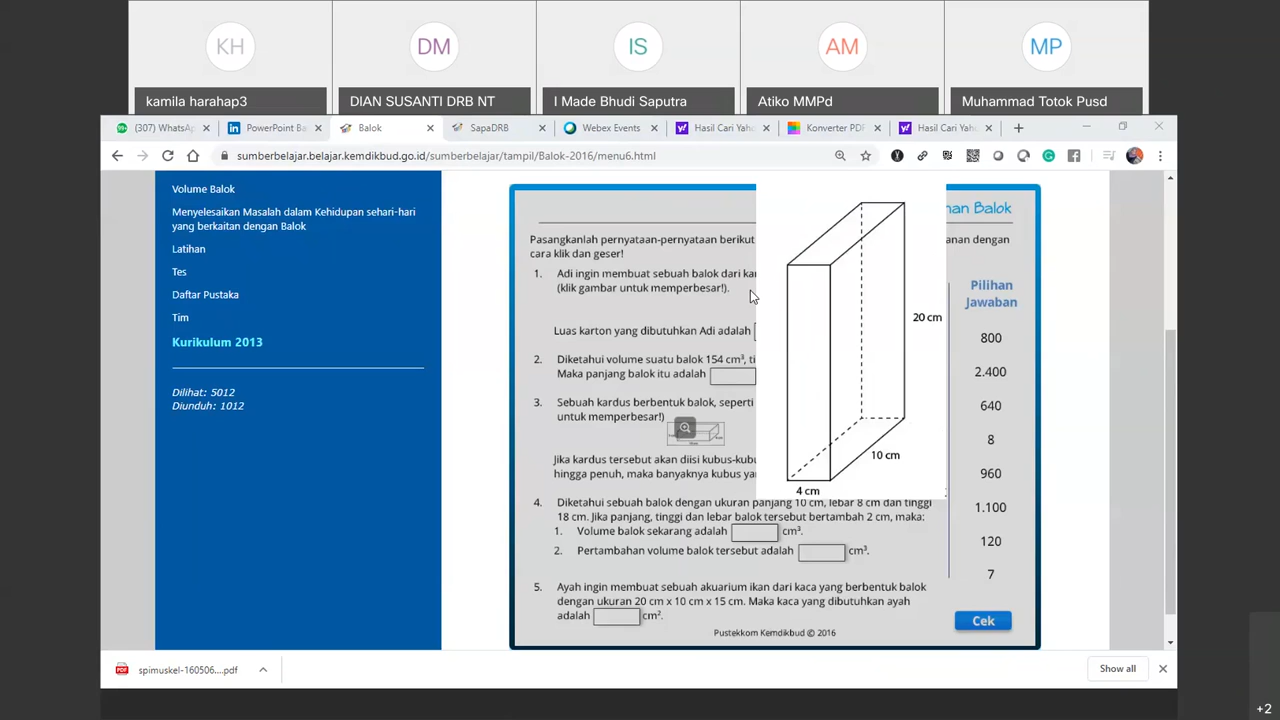 KH
DM
IS
AM
MP
kamila harahap3
DIAN SUSANTI DRB NT
I Made Bhudi Saputra
Atiko MMPd
Muhammad Totok Pusd
(307) WhatsAp
PowerPoint Ba
Balok
SapaDRB
Webex Events
Hasil Cari Yaho
Konverter PDF
Hasil Cari Yaho
sumberbelajar.belajar.kemdikbud.go.id/sumberbelajar/tampil/Balok-2016/menu6.html
Volume Balok
Menyelesaikan Masalah dalam Kehidupan sehari-hari
yang berkaitan dengan Balok
Latihan
Tes
Daftar Pustaka
Tim
Kurikulum 2013
Dilihat: 5012
Diunduh: 1012
han Balok
Pasangkanlah pernyataan-pernyataan berikut
anan dengan
cara klik dan geser!
1. Adi ingin membuat sebuah balok dari kar
(klik gambar untuk memperbesar!).
Luas karton yang dibutuhkan Adi adalah
2. Diketahui volume suatu balok 154 cm³, ti
Maka panjang balok itu adalah
3. Sebuah kardus berbentuk balok, seperti
untuk memperbesar!)
Jika kardus tersebut akan diisi kubus-kubu
hingga penuh, maka banyaknya kubus yan
4. Diketahui sebuah balok dengan ukuran panjang 10 cm, lebar 8 cm dan tinggi
18 cm. Jika panjang, tinggi dan lebar balok tersebut bertambah 2 cm, maka:
1. Volume balok sekarang adalah cm³.
2. Pertambahan volume balok tersebut adalah cm³.
5. Ayah ingin membuat sebuah akuarium ikan dari kaca yang berbentuk balok
dengan ukuran 20 cm x 10 cm x 15 cm. Maka kaca yang dibutuhkan ayah
adalah cm².
20 cm
10 cm
4 cm
Pilihan
Jawaban
800
2.400
640
8
960
1.100
120
7
Cek
Pustekkom Kemdikbud © 2016
spimuskel-160506....pdf
Show all
+2